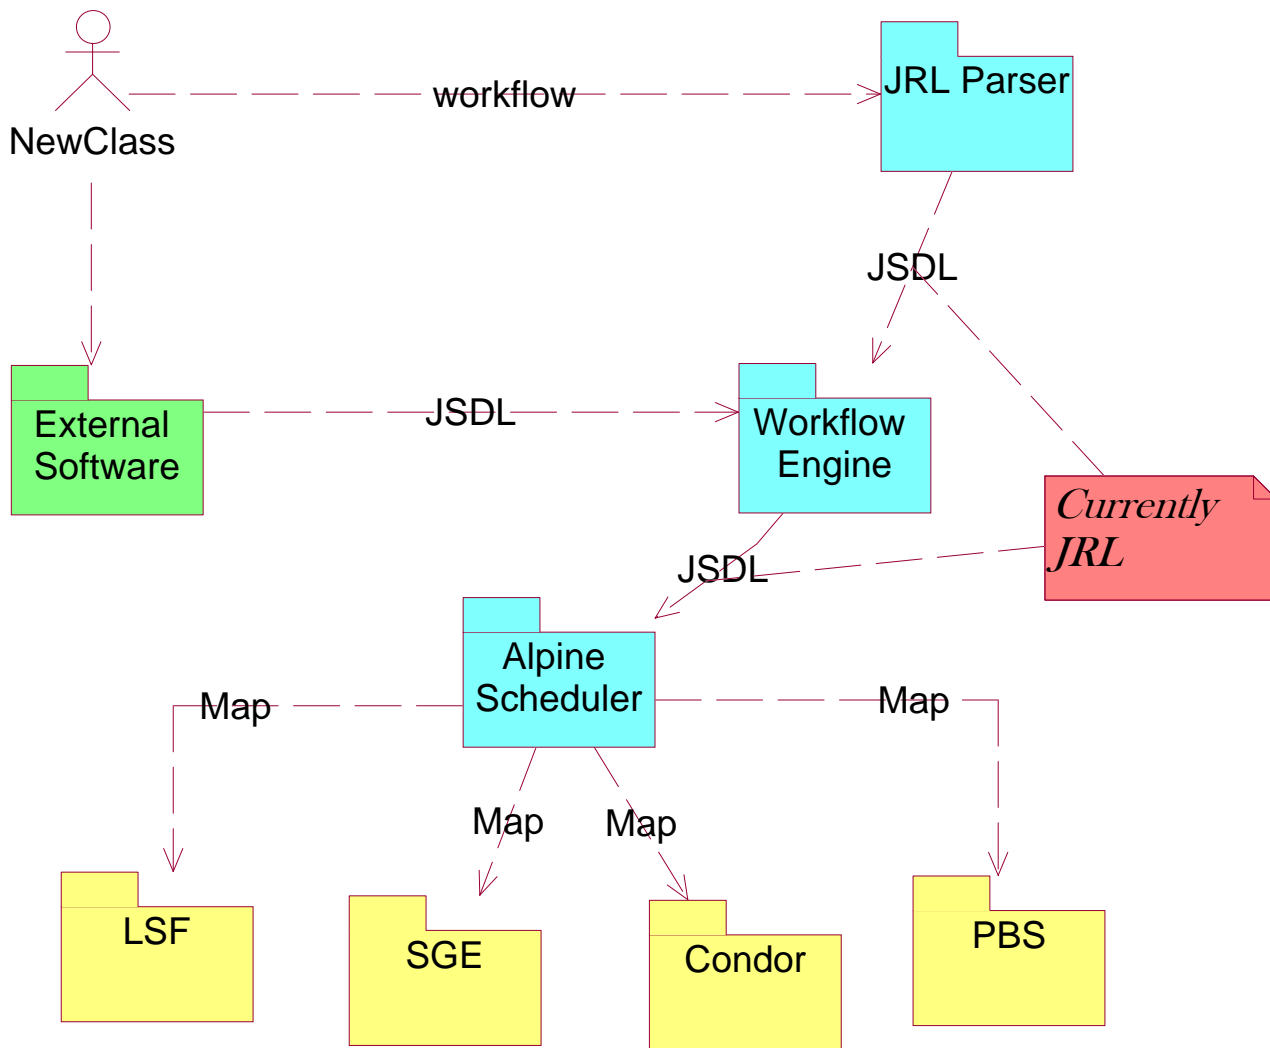 workflow
JRL Parser
NewClass
JSDL
External
Software
JSDL
Workflow
Engine
Currently
JRL
JSDL
Alpine
Scheduler
Map
Map
Map
Map
LSF
SGE
Condor
PBS